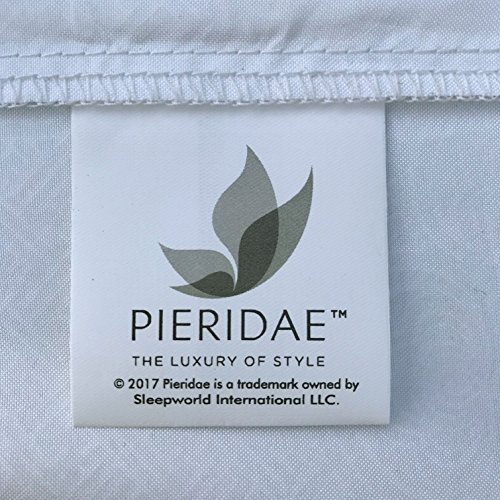 PIERIDAE™
THE LUXURY OF STYLE
© 2017 Pieridae is a trademark owned by
Sleepworld International LLC.